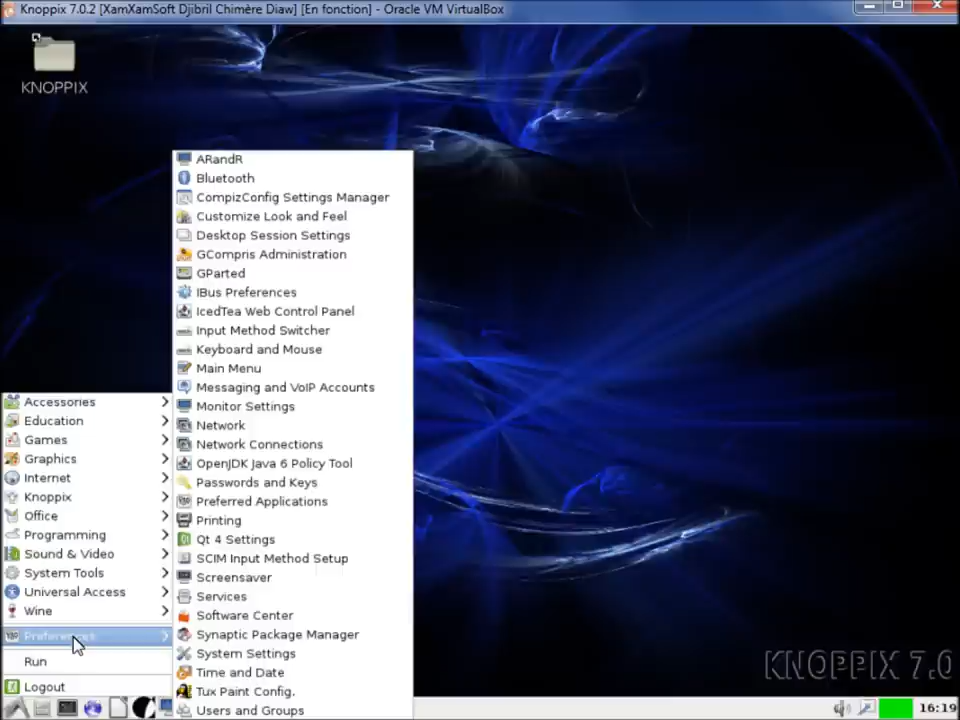 Knoppix 7.0.2 [XamXamSoft Djibril Chimère Diaw] [En fonction] - Oracle VM VirtualBox
KNOPPIX
ARandR
Bluetooth
CompizConfig Settings Manager
Customize Look and Feel
Desktop Session Settings
GCompris Administration
GParted
IBus Preferences
IcedTea Web Control Panel
Input Method Switcher
Keyboard and Mouse
Main Menu
Messaging and VoIP Accounts
Monitor Settings
Network
Network Connections
OpenJDK Java 6 Policy Tool
Passwords and Keys
Preferred Applications
Printing
Qt 4 Settings
SCIM Input Method Setup
Screensaver
Services
Software Center
Synaptic Package Manager
System Settings
Time and Date
Tux Paint Config.
Users and Groups
Accessories
Education
Games
Graphics
Internet
Knoppix
Office
Programming
Sound & Video
System Tools
Universal Access
Wine
Preferences
Run
Logout
KNOPPIX 7.0
16:19